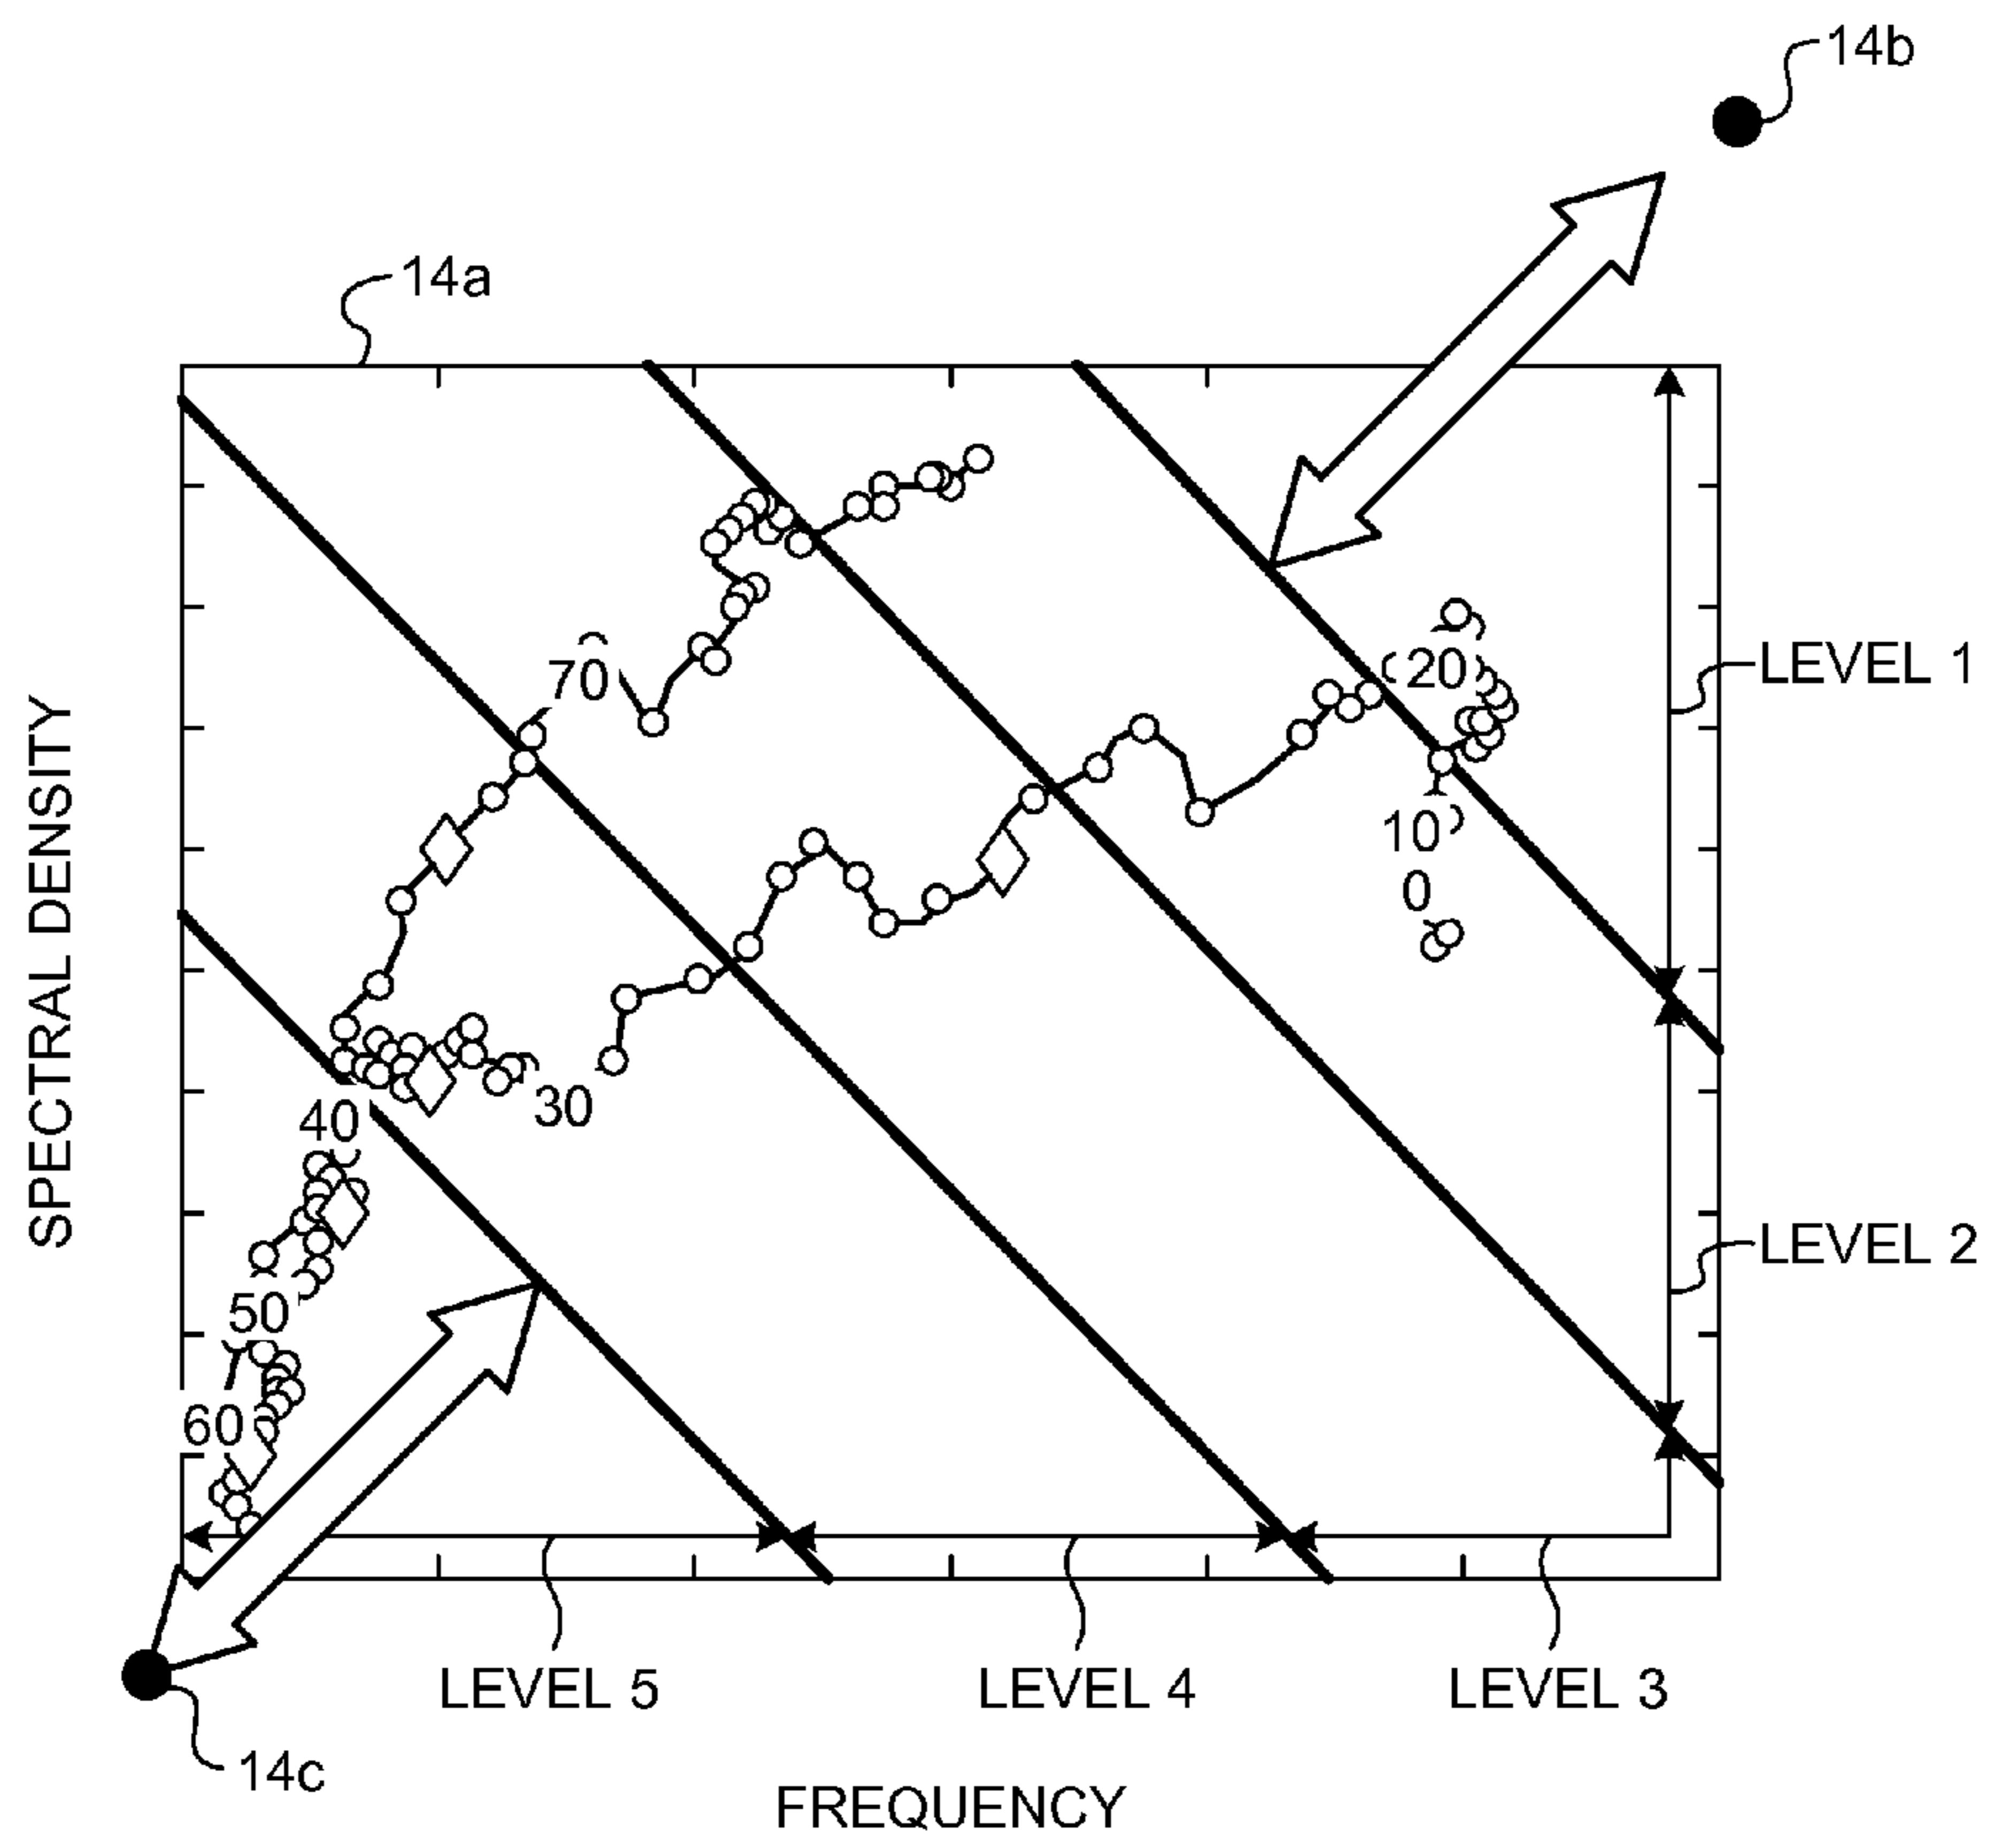 14b
14a
70
20
LEVEL 1
10
0
30
40
SPECTRAL DENSITY
LEVEL 2
50
60
LEVEL 5
LEVEL 4
LEVEL 3
14c
FREQUENCY